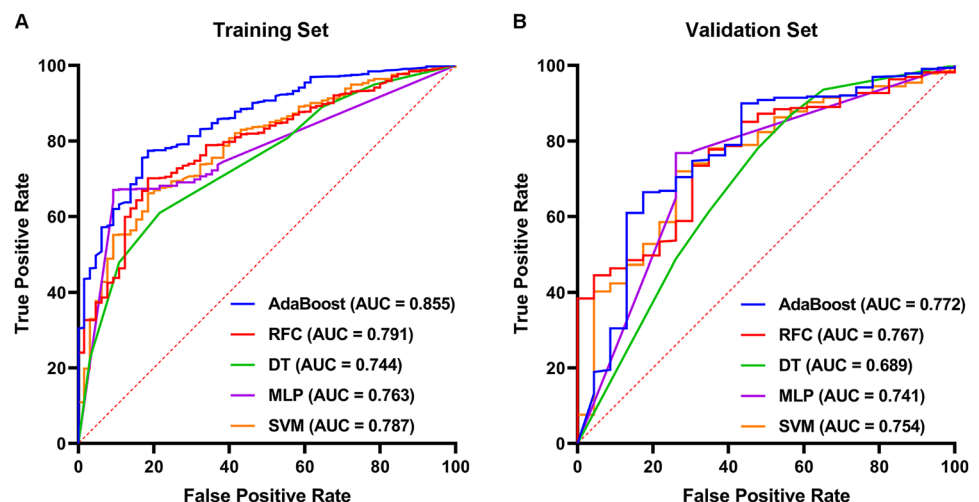 A
Training Set
True Positive Rate
100
80
60
40
20
0
AdaBoost (AUC = 0.855)
RFC (AUC = 0.791)
DT (AUC = 0.744)
MLP (AUC = 0.763)
SVM (AUC = 0.787)
0 20 40 60 80 100
False Positive Rate
B
Validation Set
True Positive Rate
100
80
60
40
20
0
AdaBoost (AUC = 0.772)
RFC (AUC = 0.767)
DT (AUC = 0.689)
MLP (AUC = 0.741)
SVM (AUC = 0.754)
0 20 40 60 80 100
False Positive Rate